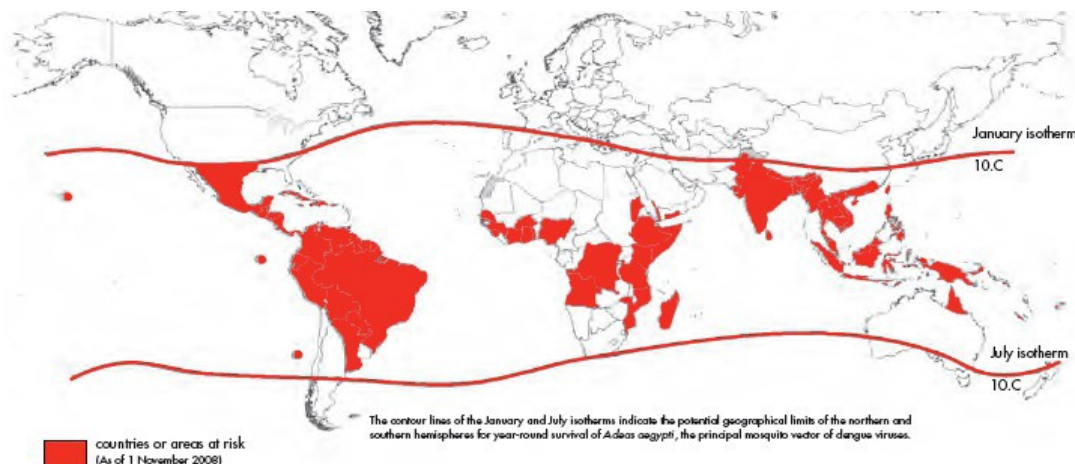 January isotherm
10.C
July isotherm
10.C
The contour lines of the January and July isotherms indicate the potential geographical limits of the northern and
southern hemispheres for year-round survival of Adeas aegypti, the principal mosquito vector of dengue viruses.
countries or areas at risk
(As of 1 November 2008)